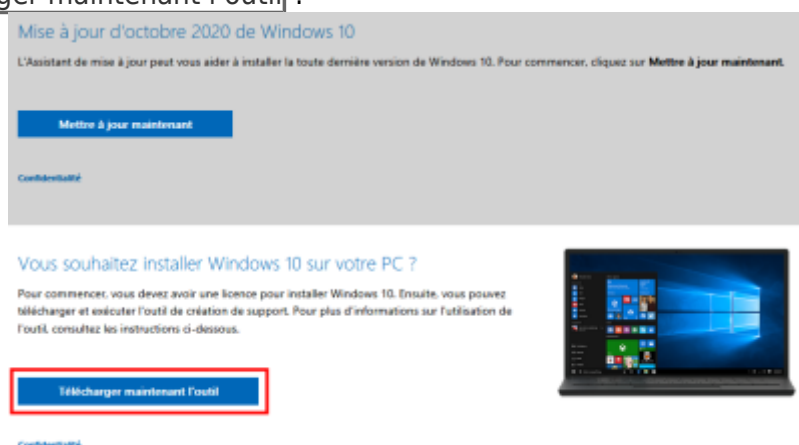 ger maintenant l'outil .
Mise à jour d'octobre 2020 de Windows 10
L'Assistant de mise à jour peut vous aider à installer la toute dernière version de Windows 10. Pour commencer, cliquez sur Mettre à jour maintenant.
Mettre à jour maintenant
Confidentialité
Vous souhaitez installer Windows 10 sur votre PC ?
Pour commencer, vous devez avoir une licence pour installer Windows 10. Ensuite, vous pouvez
télécharger et exécuter l'outil de création de support. Pour plus d'informations sur l'utilisation de
l'outil, consultez les instructions ci-dessous.
Télécharger maintenant l'outil
Confidentialité